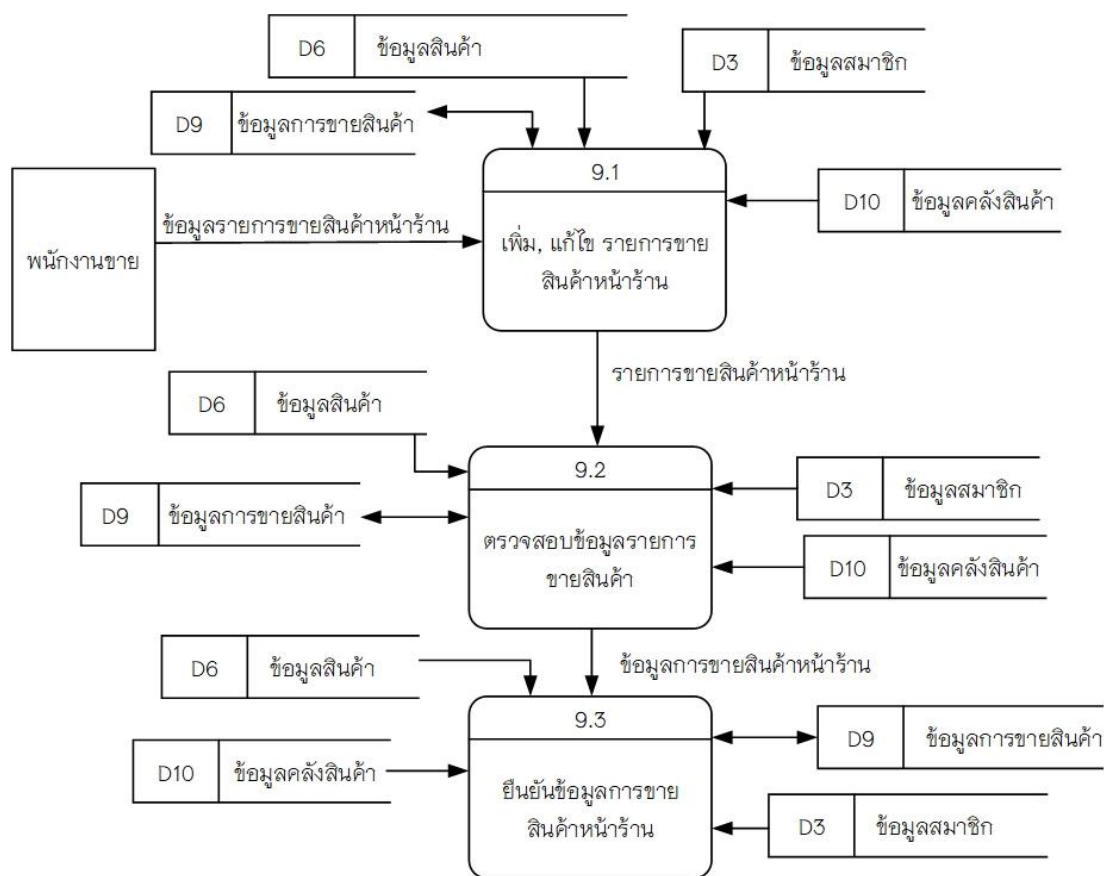 D6 ข้อมูลสินค้า
D3 ข้อมูลสมาชิก
D9 ข้อมูลการขายสินค้า
9.1
D10 ข้อมูลคลังสินค้า
ข้อมูลรายการขายสินค้าหน้าร้าน
พนักงานขาย
เพิ่ม, แก้ไข รายการขาย
สินค้าหน้าร้าน
รายการขายสินค้าหน้าร้าน
D6 ข้อมูลสินค้า
9.2
D3 ข้อมูลสมาชิก
D9 ข้อมูลการขายสินค้า
ตรวจสอบข้อมูลรายการ
ขายสินค้า
D10 ข้อมูลคลังสินค้า
D6 ข้อมูลสินค้า
ข้อมูลการขายสินค้าหน้าร้าน
9.3
D9 ข้อมูลการขายสินค้า
D10 ข้อมูลคลังสินค้า
ยืนยันข้อมูลการขาย
สินค้าหน้าร้าน
D3 ข้อมูลสมาชิก